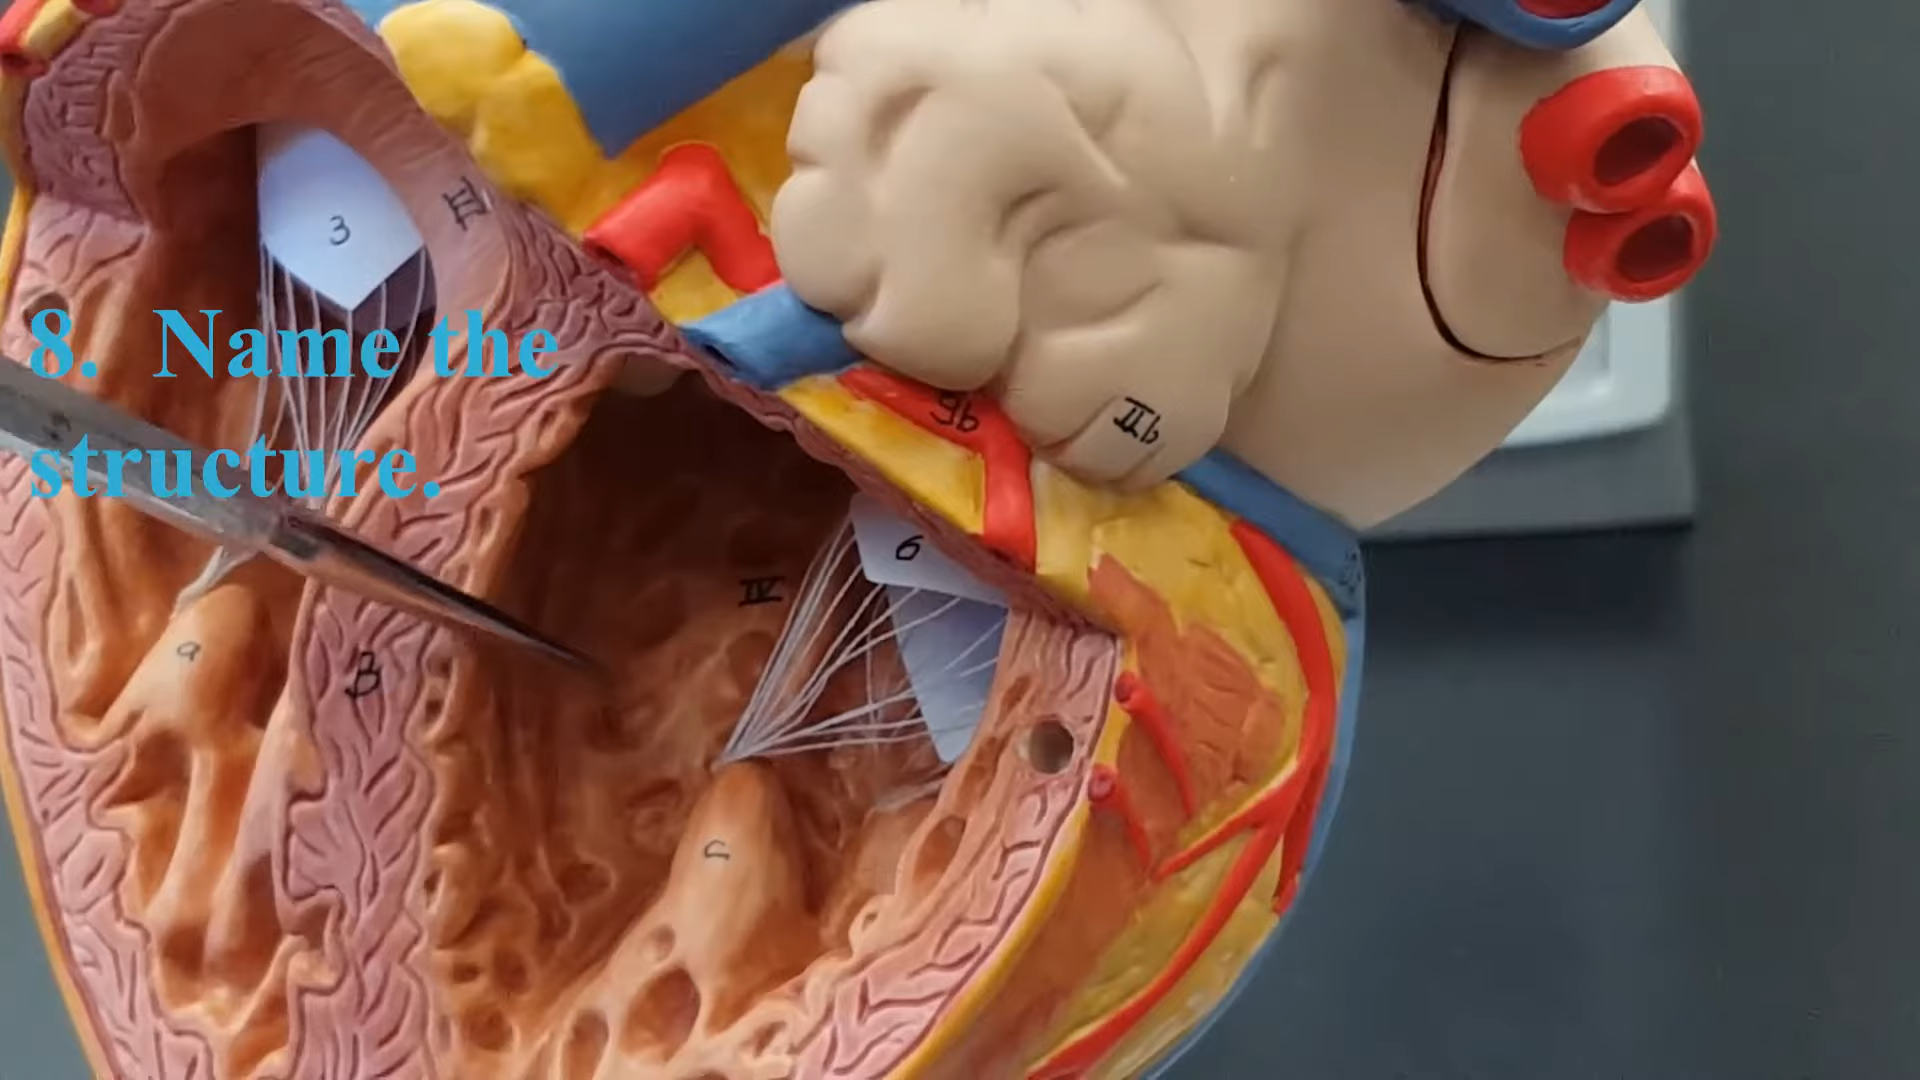 III
3
8. Name the
structure.
9b
IIb
6
IV
a
B
c